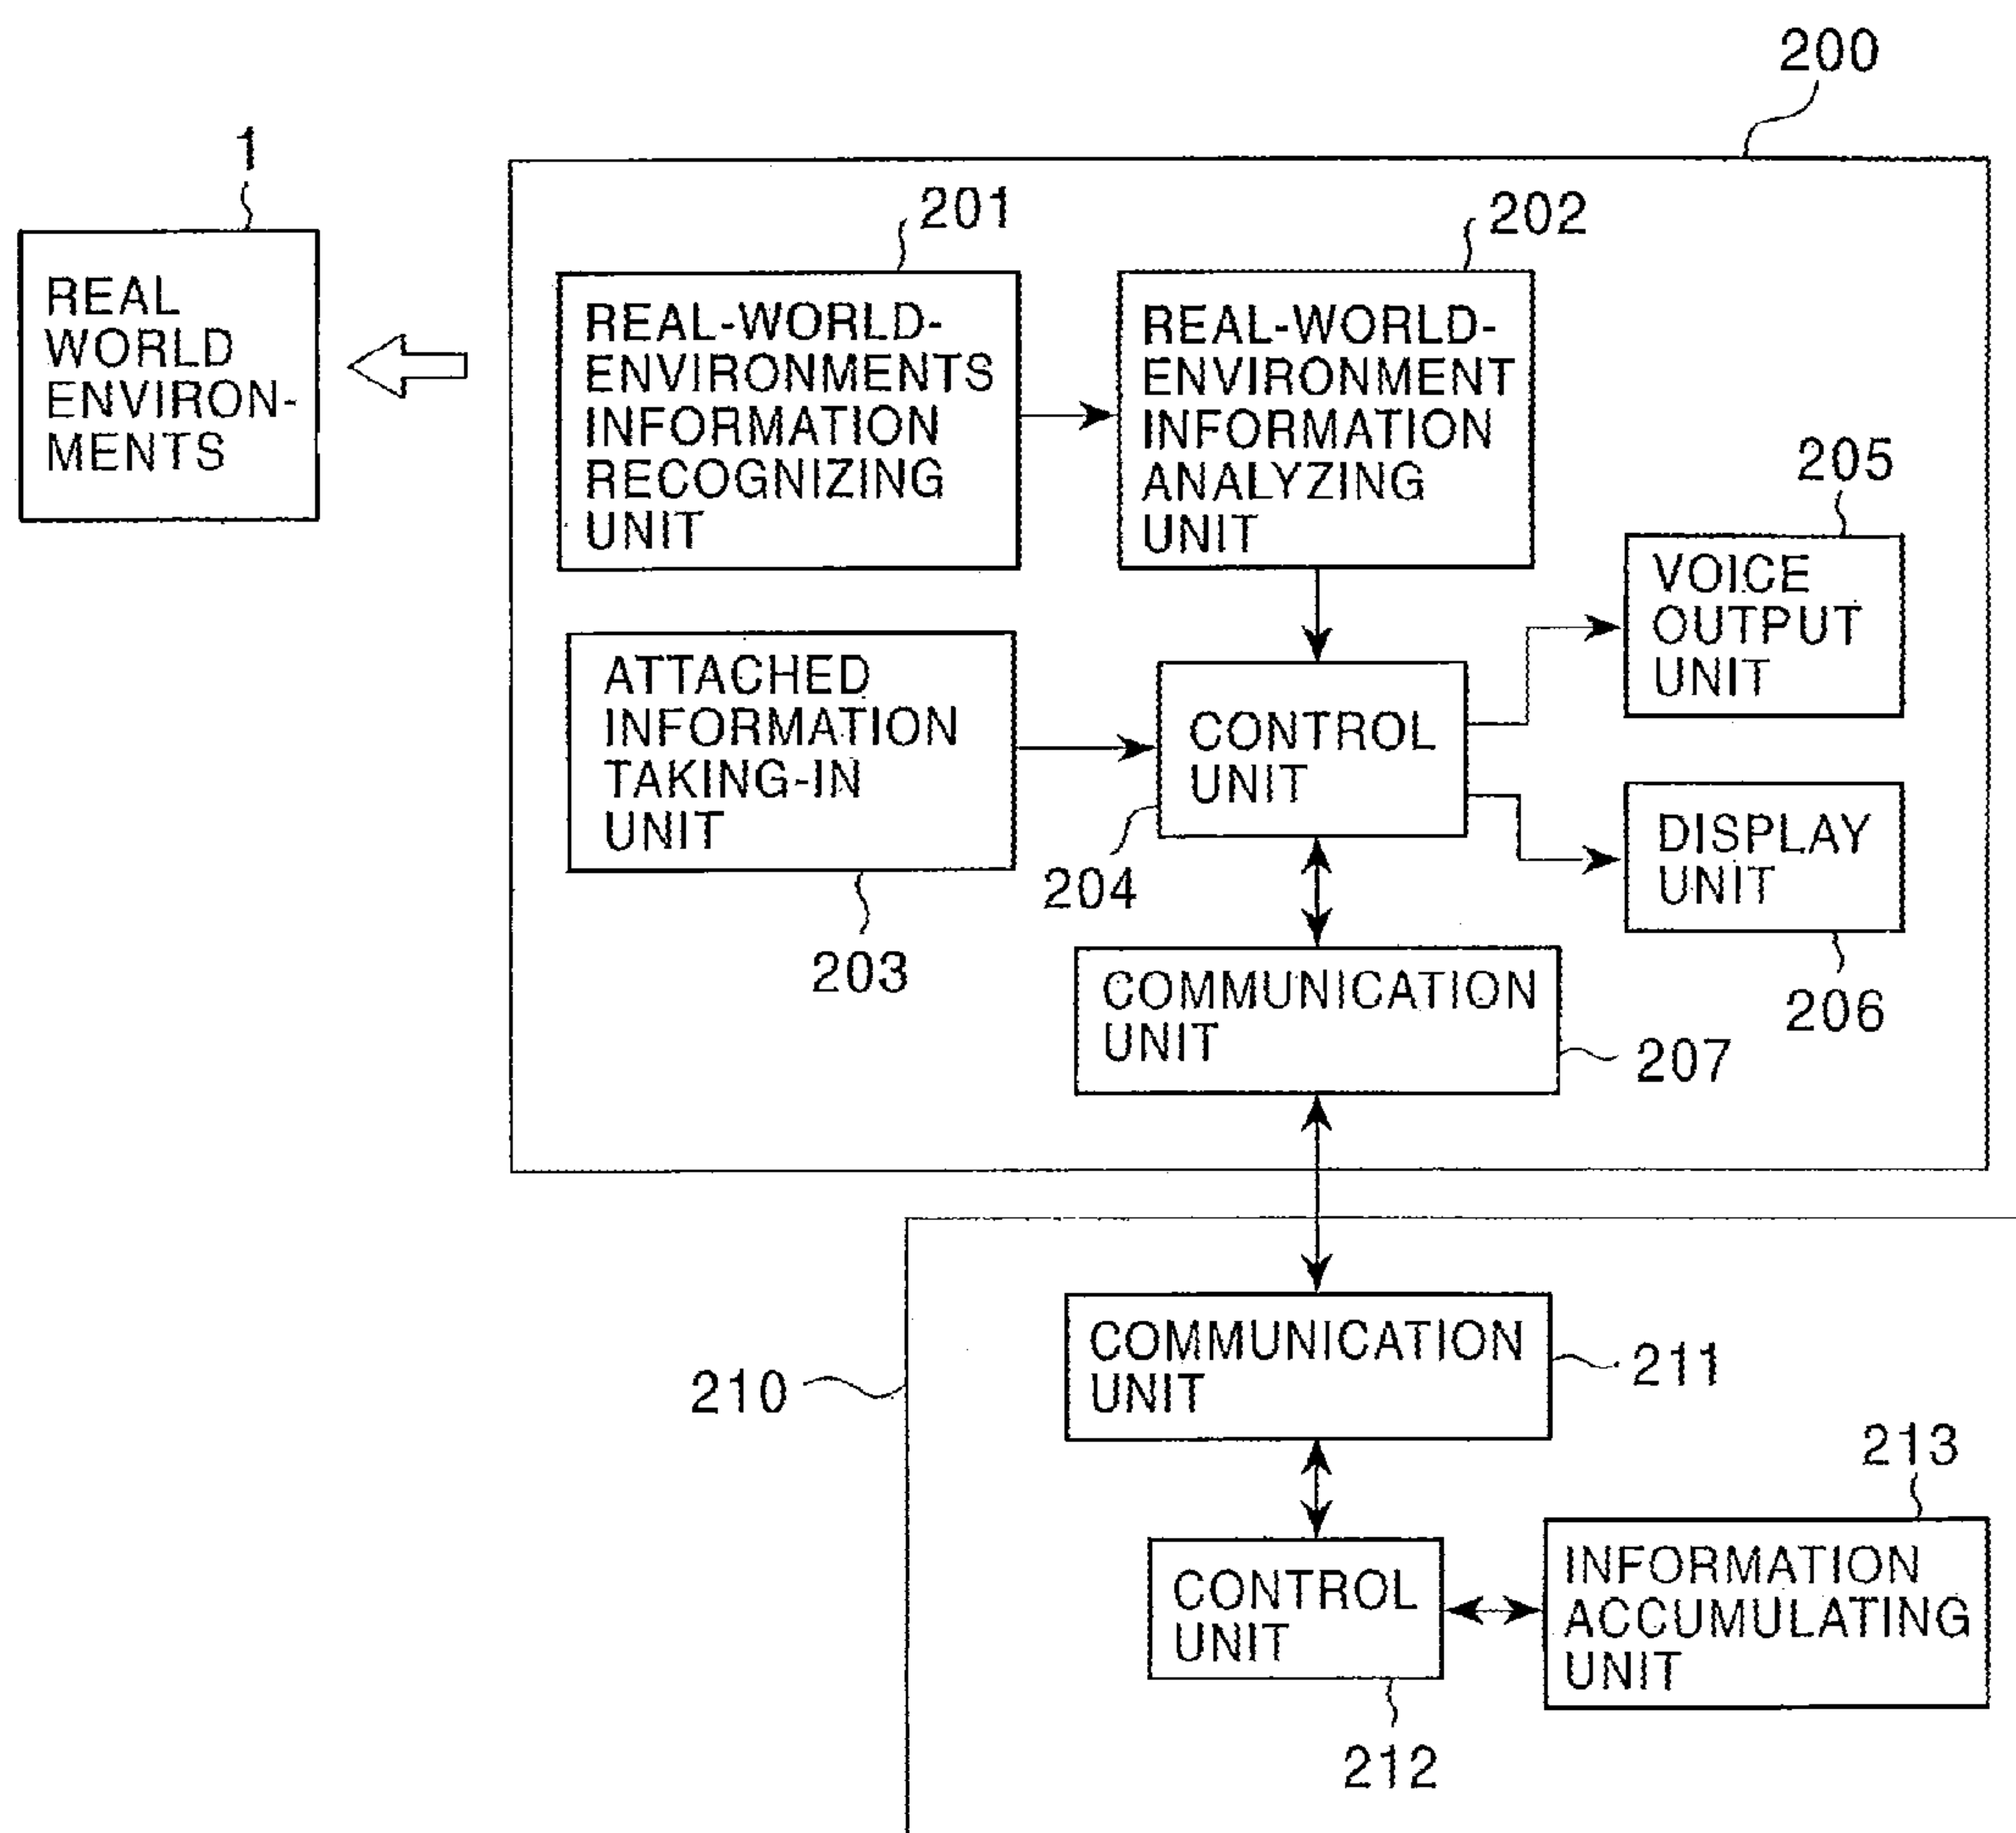 200
1
REAL
WORLD
ENVIRON-
MENTS
201
REAL-WORLD-
ENVIRONMENTS
INFORMATION
RECOGNIZING
UNIT
202
REAL-WORLD-
ENVIRONMENT
INFORMATION
ANALYZING
UNIT
205
VOICE
OUTPUT
UNIT
ATTACHED
INFORMATION
TAKING-IN
UNIT
203
CONTROL
UNIT
204
DISPLAY
UNIT
206
COMMUNICATION
UNIT
207
210
COMMUNICATION
UNIT
211
213
CONTROL
UNIT
212
INFORMATION
ACCUMULATING
UNIT